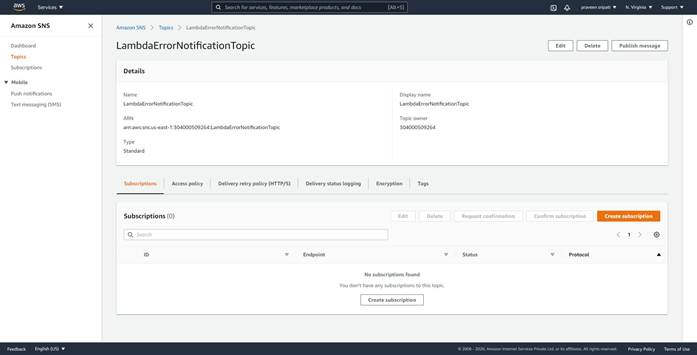 aws
Services
Search for services, features, marketplace products, and docs
[Alt+S]
praveen sripati
N. Virginia
Support
Amazon SNS
Dashboard
Topics
Subscriptions
Mobile
Push notifications
Text messaging (SMS)
Amazon SNS
Topics
LambdaErrorNotificationTopic
LambdaErrorNotificationTopic
Edit
Delete
Publish message
Details
Name
LambdaErrorNotificationTopic
Display name
LambdaErrorNotificationTopic
ARN
arn:aws:sns:us-east-1:304000509264:LambdaErrorNotificationTopic
Topic owner
304000509264
Type
Standard
Subscriptions
Access policy
Delivery retry policy (HTTP/S)
Delivery status logging
Encryption
Tags
Subscriptions (0)
Edit
Delete
Request confirmation
Confirm subscription
Create subscription
Search
1
ID
Endpoint
Status
Protocol
No subscriptions found
You don't have any subscriptions to this topic.
Create subscription
Feedback
English (US)
© 2008 - 2020, Amazon Internet Services Private Ltd. or its affiliates. All rights reserved.
Privacy Policy
Terms of Use